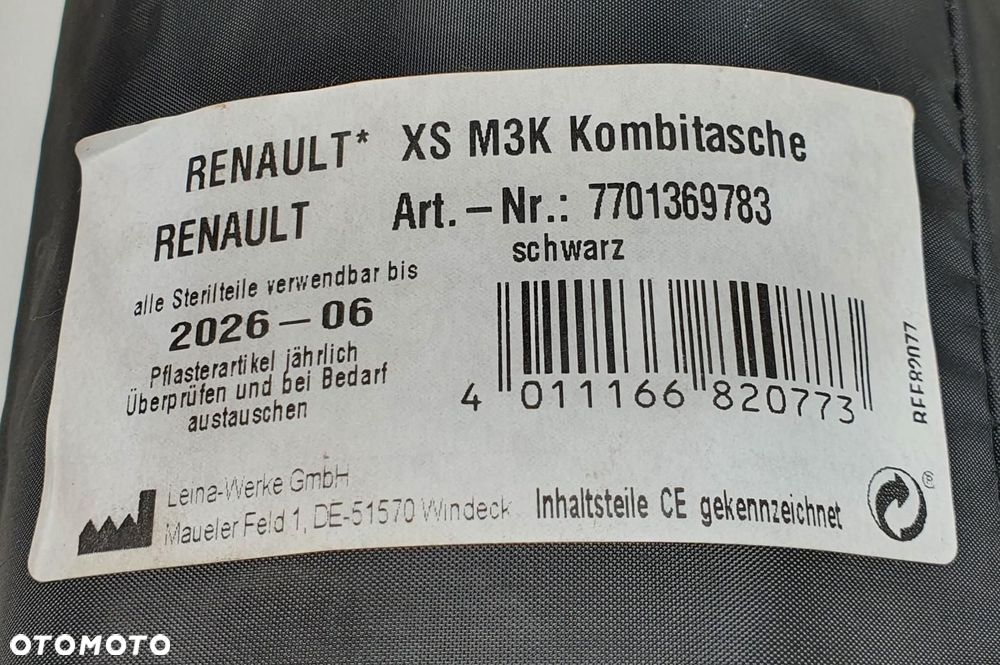 RENAULT* XS M3K Kombitasche
RENAULT Art.-Nr.: 7701369783
schwarz
alle Sterilteile verwendbar bis
2026-06
Pflasterartikel jährlich
Überprüfen und bei Bedarf
austauschen
4 011166 820773
REF82077
Leina-Werke GmbH
Maueler Feld 1, DE-51570 Windeck
Inhaltsteile CE gekennzeichnet
®
OTOMOTO